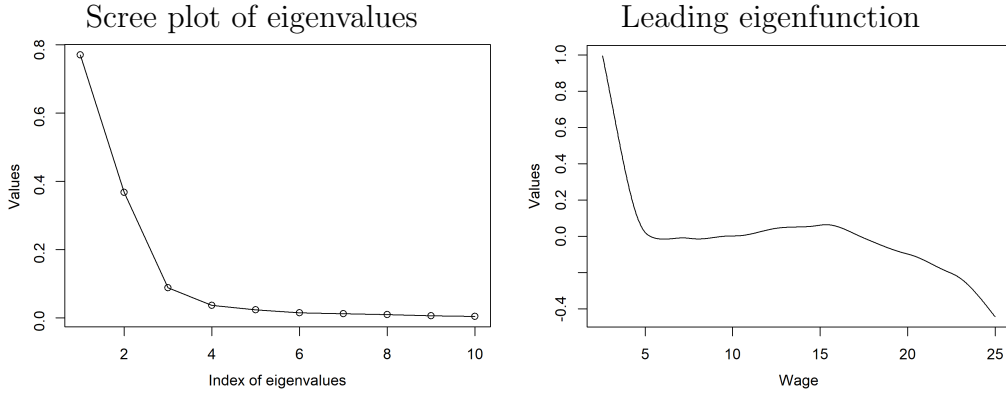 Scree plot of eigenvalues
Values
0.0 0.2 0.4 0.6 0.8
2 4 6 8 10
Index of eigenvalues
Leading eigenfunction
Values
-0.4 0.0 0.2 0.4 0.6 0.8 1.0
5 10 15 20 25
Wage